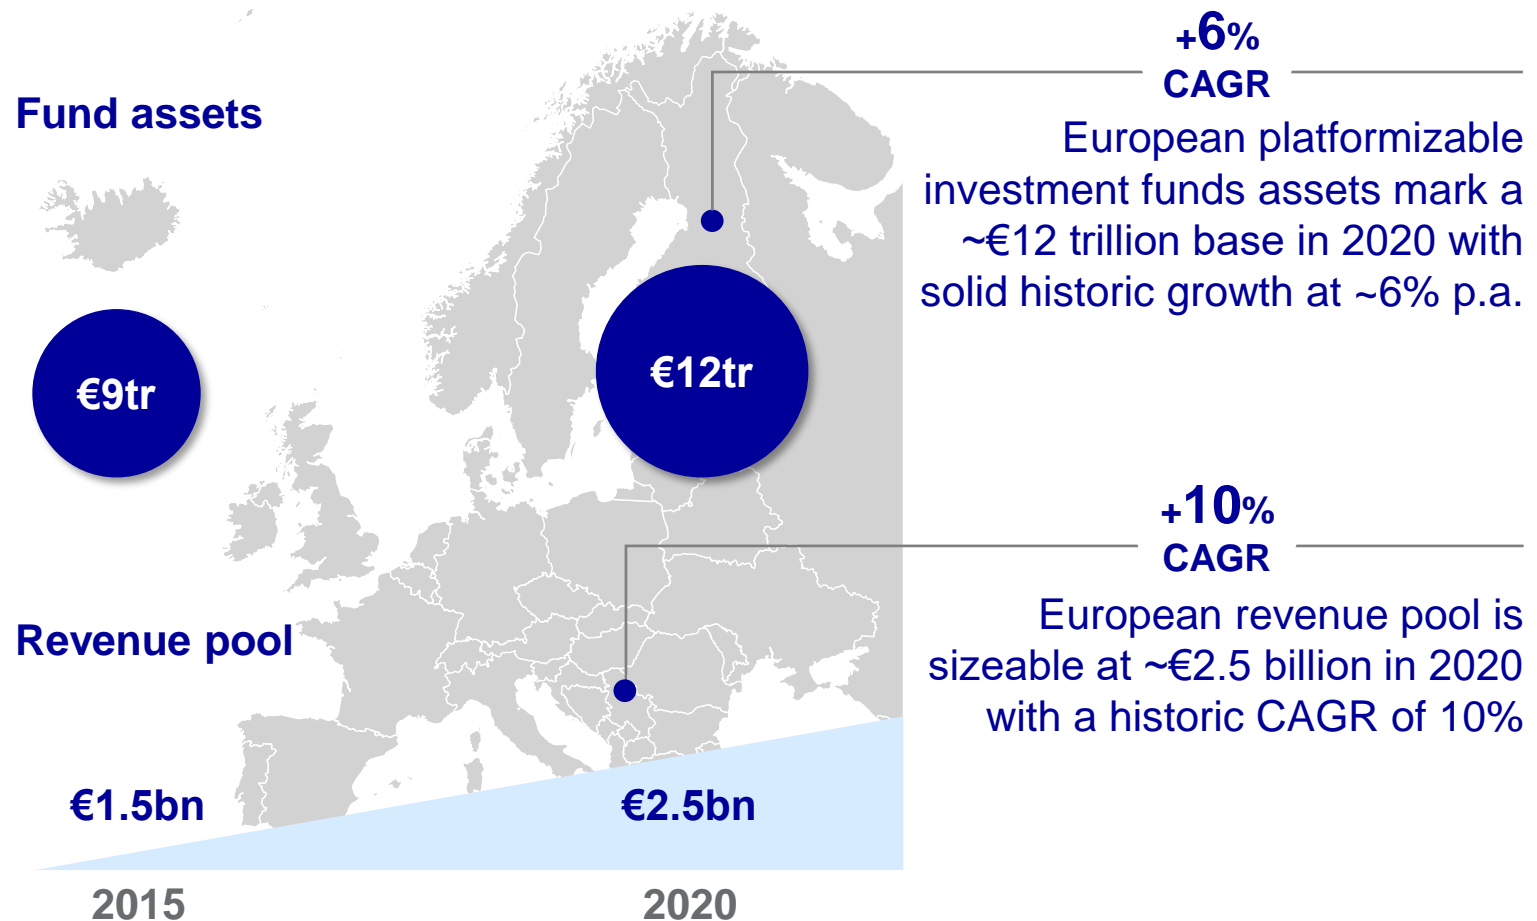 Fund assets
€9tr
€12tr
+6%
CAGR
European platformizable
investment funds assets mark a
~€12 trillion base in 2020 with
solid historic growth at ~6% p.a.
Revenue pool
+10%
CAGR
European revenue pool is
sizeable at ~€2.5 billion in 2020
with a historic CAGR of 10%
€1.5bn
€2.5bn
2015
2020